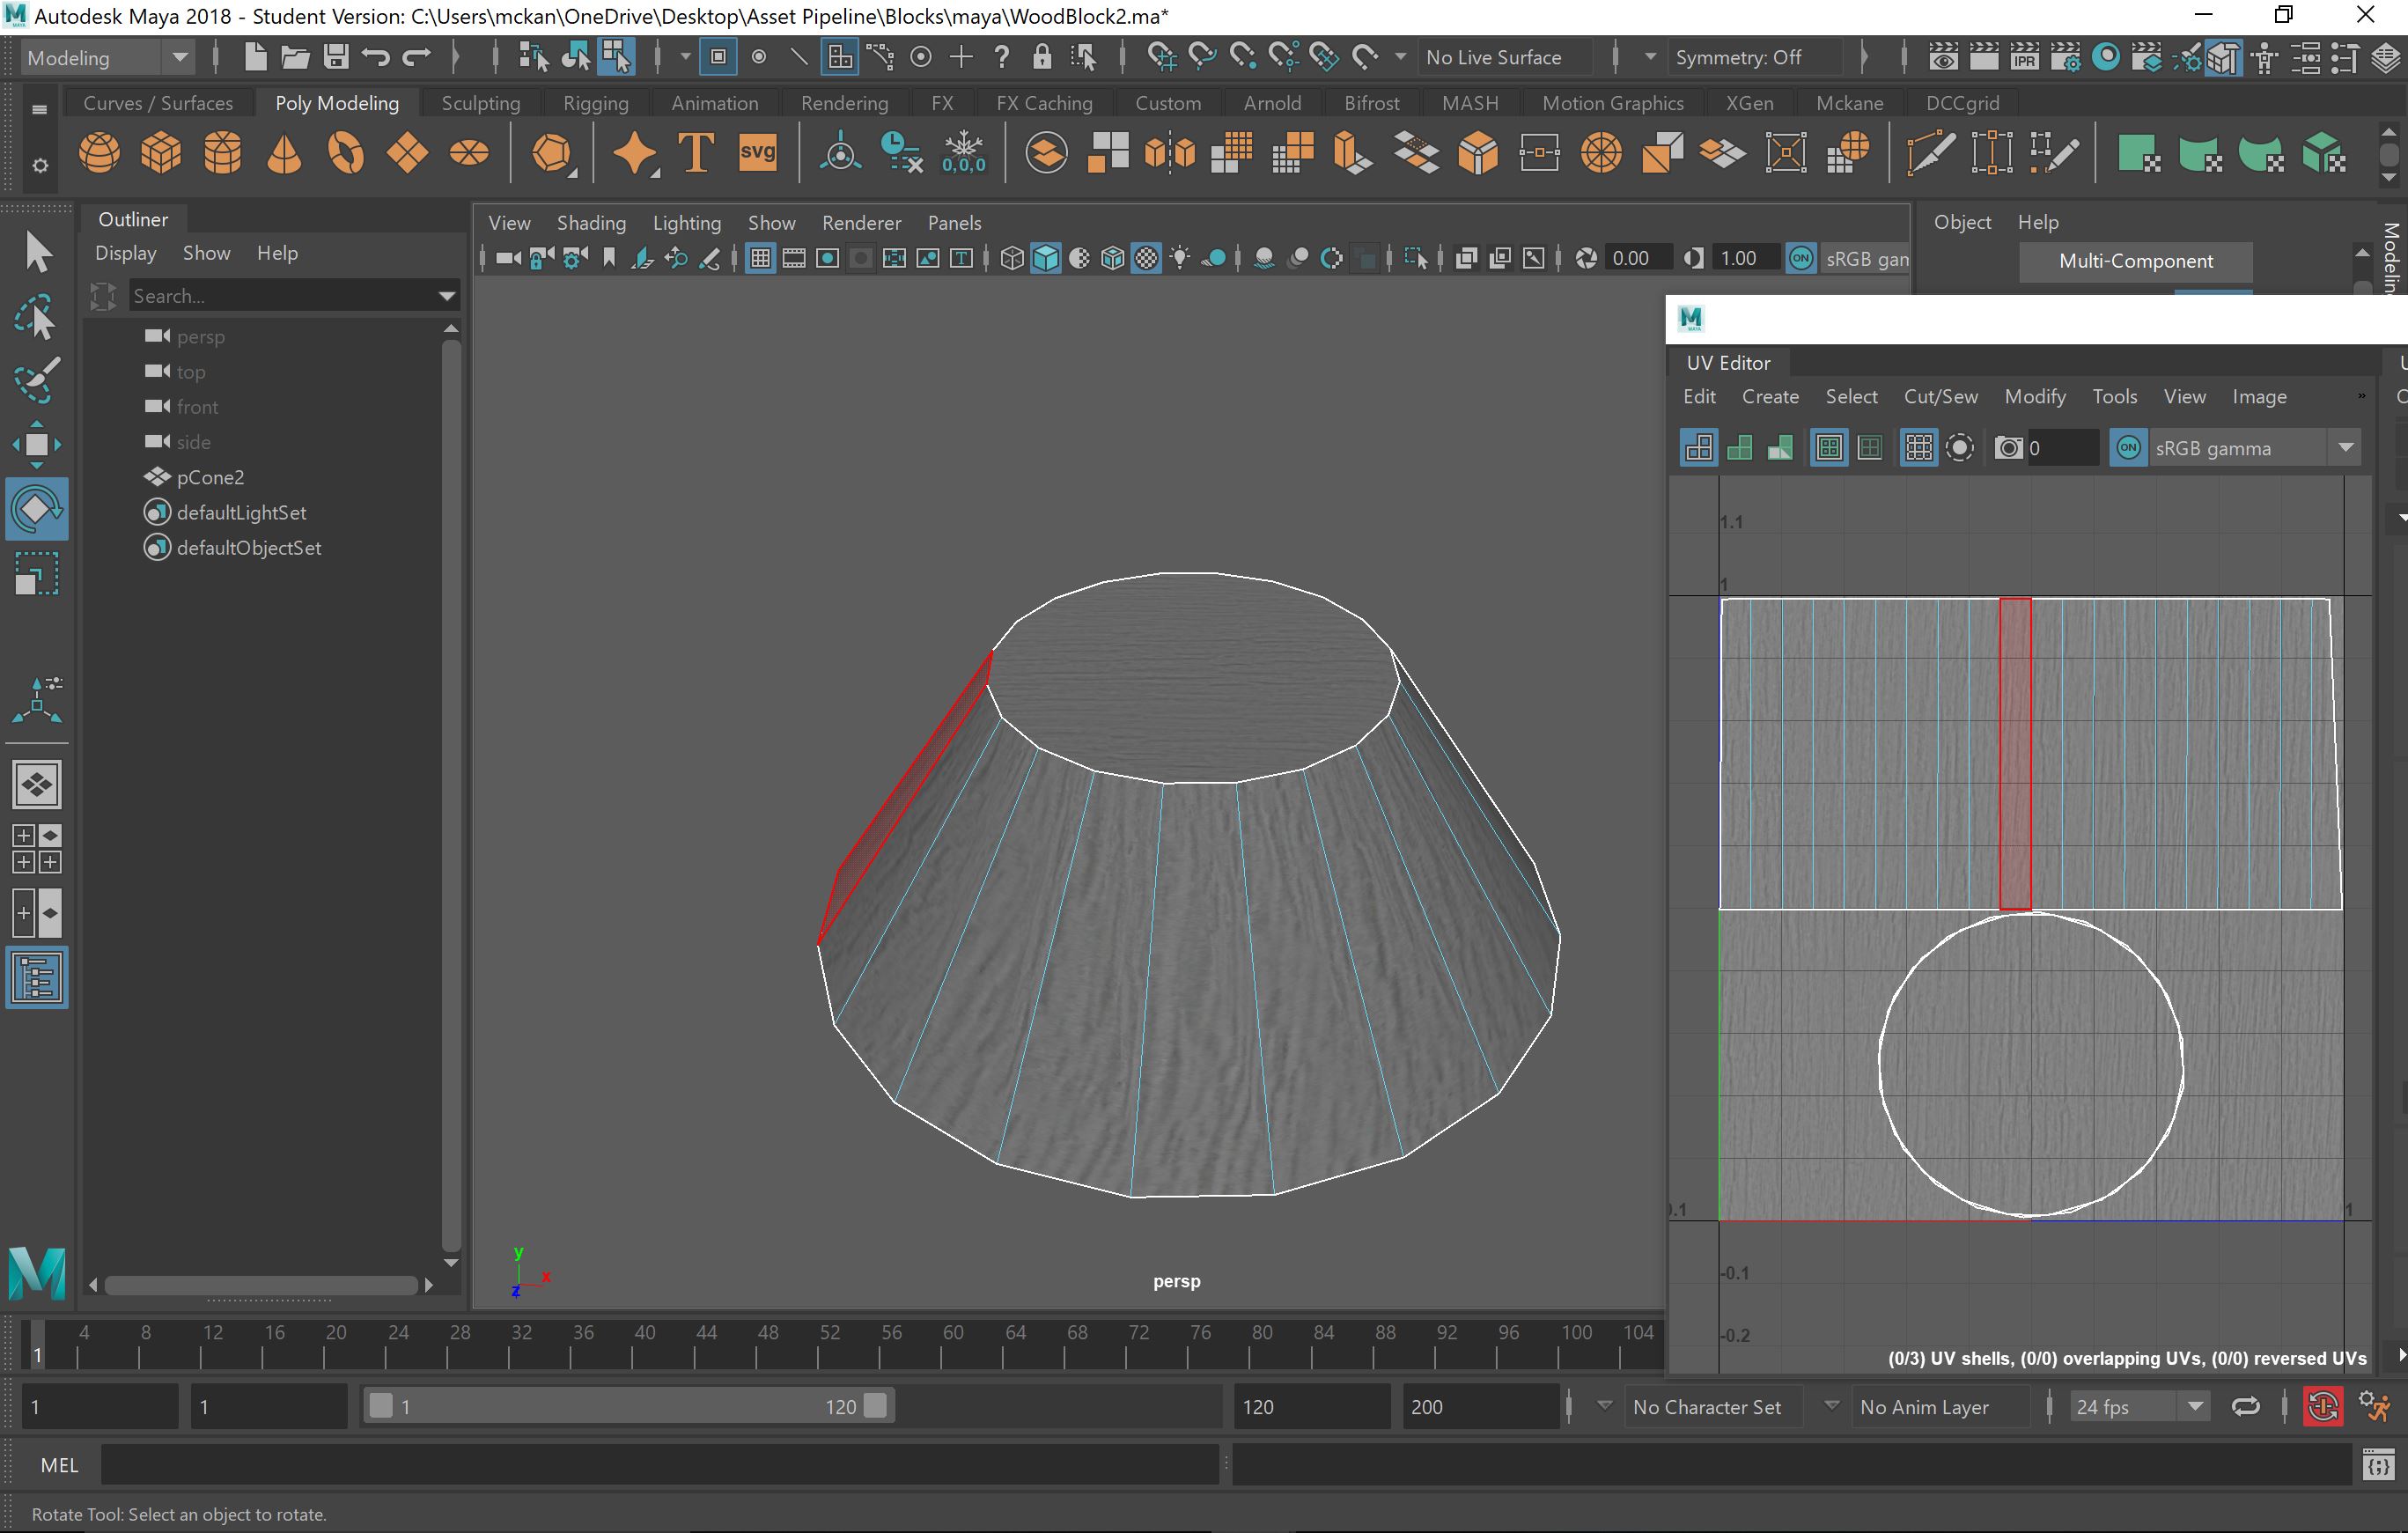 Autodesk Maya 2018 - Student Version: C:\Users\mckan\OneDrive\Desktop\Asset Pipeline\Blocks\maya\WoodBlock2.ma*
Modeling
No Live Surface
Symmetry: Off
IPR
Curves / Surfaces Poly Modeling Sculpting Rigging Animation Rendering FX FX Caching Custom Arnold Bifrost MASH Motion Graphics XGen Mckane DCCgrid
T
svg
0,0,0
Outliner
Display Show Help
Search...
persp
top
front
side
pCone2
defaultLightSet
defaultObjectSet
View Shading Lighting Show Renderer Panels
0.00 1.00 ON sRGB gam
Object Help
Multi-Component
UV Editor
Edit Create Select Cut/Sew Modify Tools View Image »
0 ON sRGB gamma
1.1
1
1
-0.1
-0.2
(0/3) UV shells, (0/0) overlapping UVs, (0/0) reversed UVs
y
x
z
persp
4 8 12 16 20 24 28 32 36 40 44 48 52 56 60 64 68 72 76 80 84 88 92 96 100 104
1
1 1 1 120 120 200 No Character Set No Anim Layer 24 fps
MEL
Rotate Tool: Select an object to rotate.